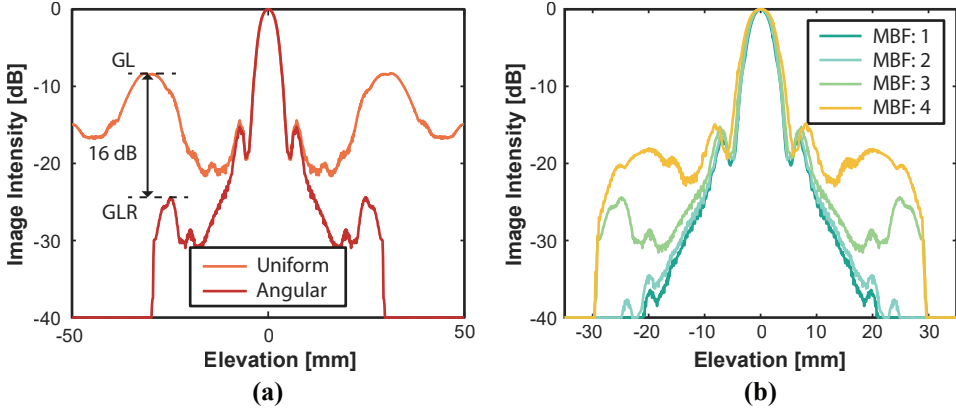 0
-10
-20
-30
-40
Image Intensity [dB]
GL
16 dB
GLR
Uniform
Angular
-50
0
50
Elevation [mm]
(a)
0
-10
-20
-30
-40
Image Intensity [dB]
MBF: 1
MBF: 2
MBF: 3
MBF: 4
-30
-20
-10
0
10
20
30
Elevation [mm]
(b)